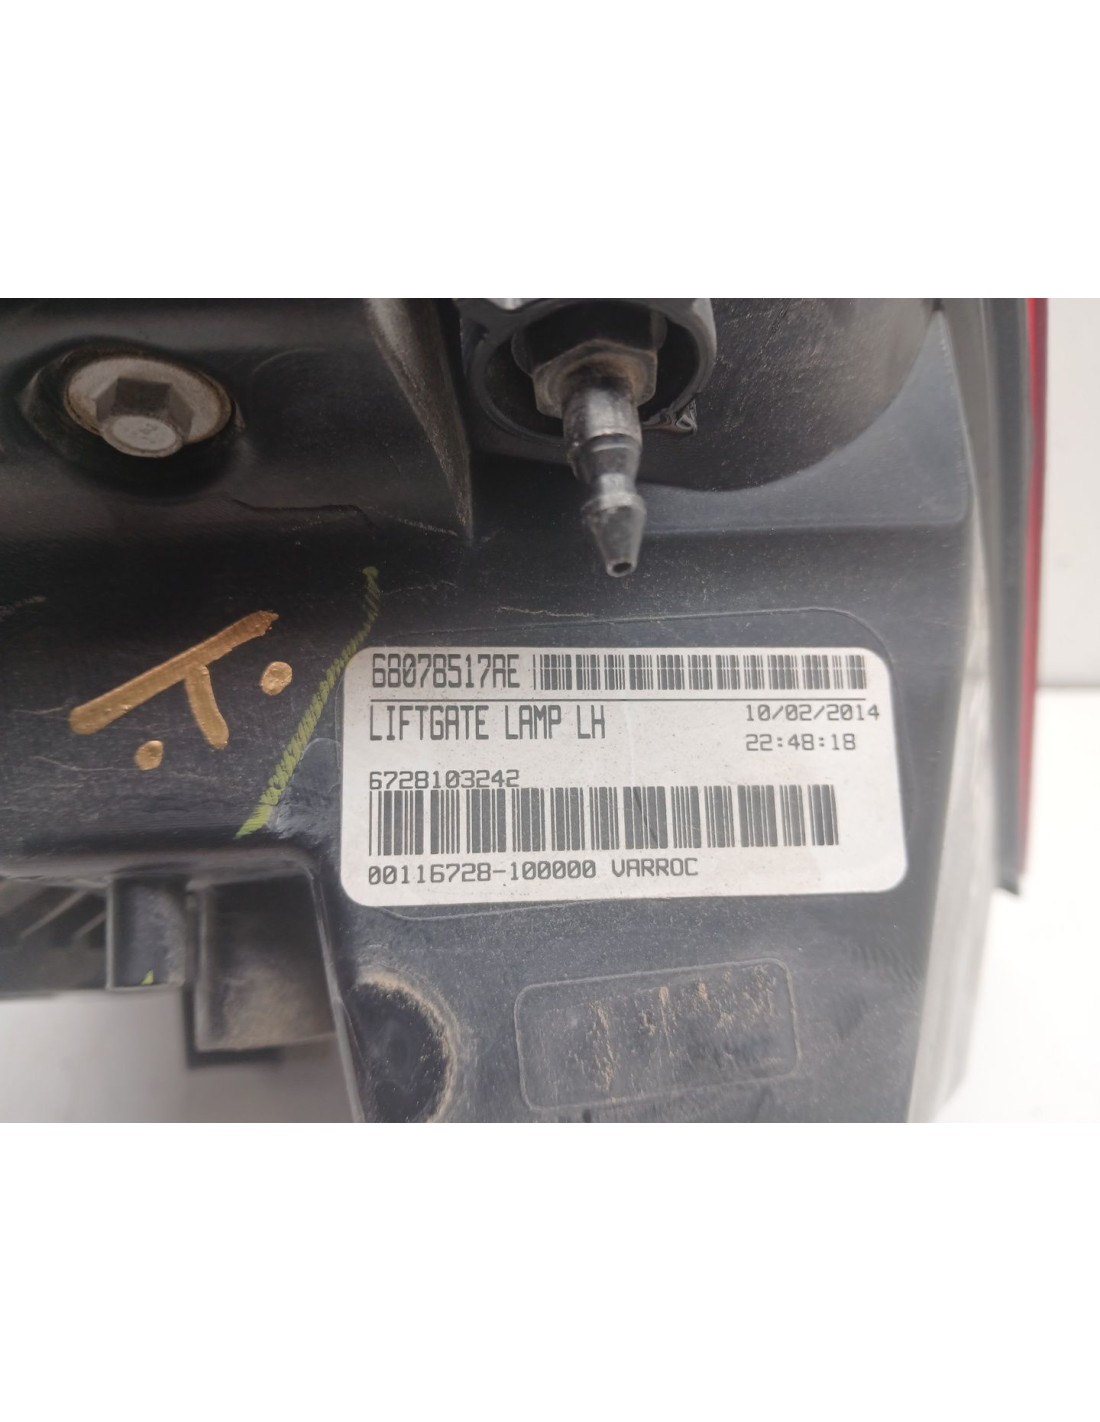 68078517AE
LIFTGATE LAMP LH
10/02/2014
22:48:18
6728103242
00116728-100000 VARROC